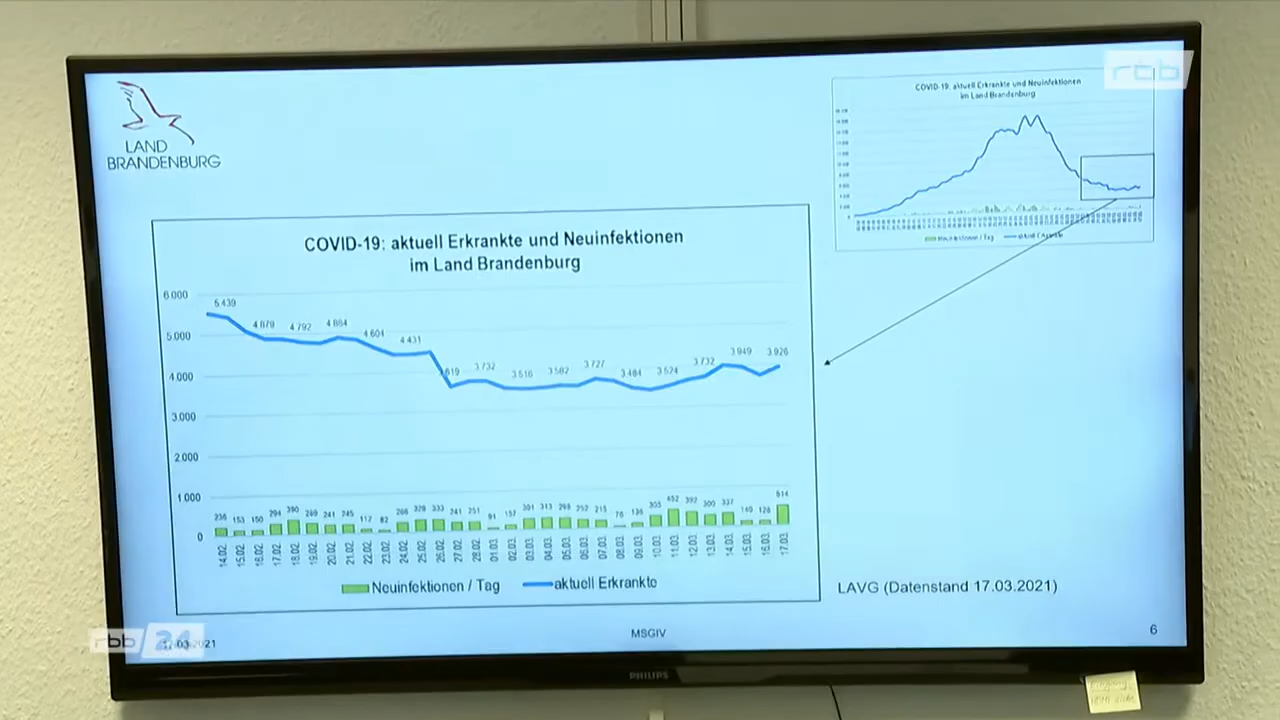 rbb
LAND
BRANDENBURG
COVID-19: aktuell Erkrankte und Neuinfektionen
im Land Brandenburg
COVID-19: aktuell Erkrankte und Neuinfektionen
im Land Brandenburg
6.000
5.000
4.000
3.000
2.000
1.000
0
5.439
4.879
4.792
4.884
4.604
4.431
619
3.732
3.516
3.582
3.727
3.484
3.524
3.732
3.949
3.926
236 153 150 294 390 269 241 245 117 82 266 329 333 241 251 91 157 301 313 298 252 215 76 136 305 452 392 300 337 140 128 514
14.02. 15.02. 16.02. 17.02. 18.02. 19.02. 20.02. 21.02. 22.02. 23.02. 24.02. 25.02. 26.02. 27.02. 28.02. 01.03. 02.03. 03.03. 04.03. 05.03. 06.03. 07.03. 08.03. 09.03. 10.03. 11.03. 12.03. 13.03. 14.03. 15.03. 16.03. 17.03.
Neuinfektionen / Tag aktuell Erkrankte
LAVG (Datenstand 17.03.2021)
rbb 24
MSGIV
6
PHILIPS